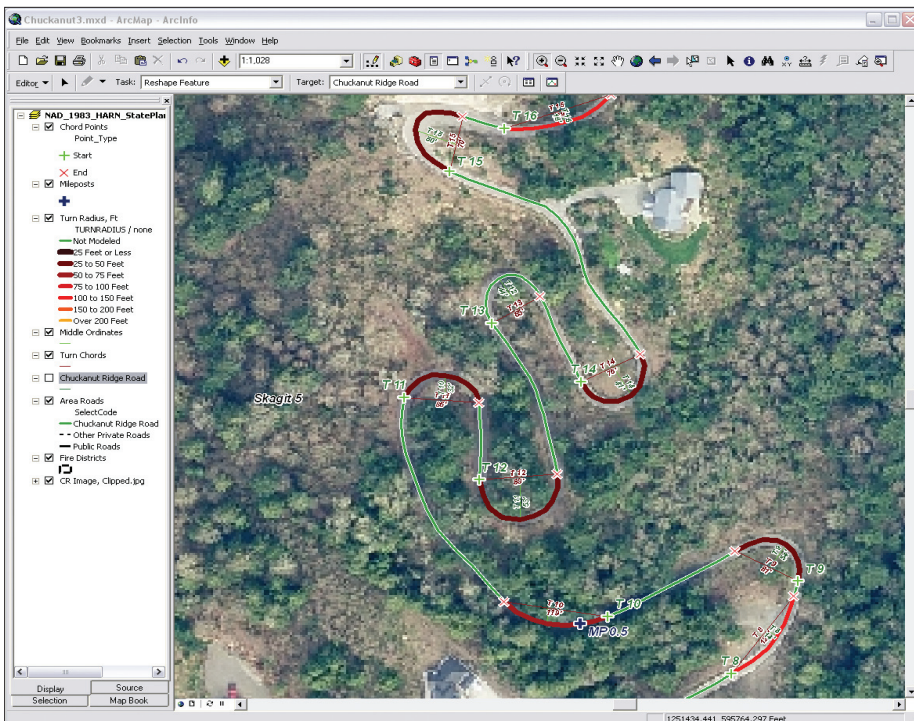 Chuckanut3.mxd - ArcMap - ArcInfo
File Edit View Bookmarks Insert Selection Tools Window Help
1:1,028
Editor Task: Reshape Feature Target: Chuckanut Ridge Road
NAD_1983_HARN_StatePlan
Chord Points
Point_Type
Start
End
Mileposts
Turn Radius, Ft
TURNRADIUS / none
Not Modeled
25 Feet or Less
25 to 50 Feet
50 to 75 Feet
75 to 100 Feet
100 to 150 Feet
150 to 200 Feet
Over 200 Feet
Middle Ordinates
Turn Chords
Chuckanut Ridge Road
Area Roads
SelectCode
Chuckanut Ridge Road
Other Private Roads
Public Roads
Fire Districts
CR Image, Clipped.jpg
Display Source
Selection Map Book
T 16
T 15
T 13
T 14
T 14
T 11
Skagit 5
T 12
T 12
T 9
T 10
T 10
MP 0.5
T 8
1251434.441 595764.297 Feet